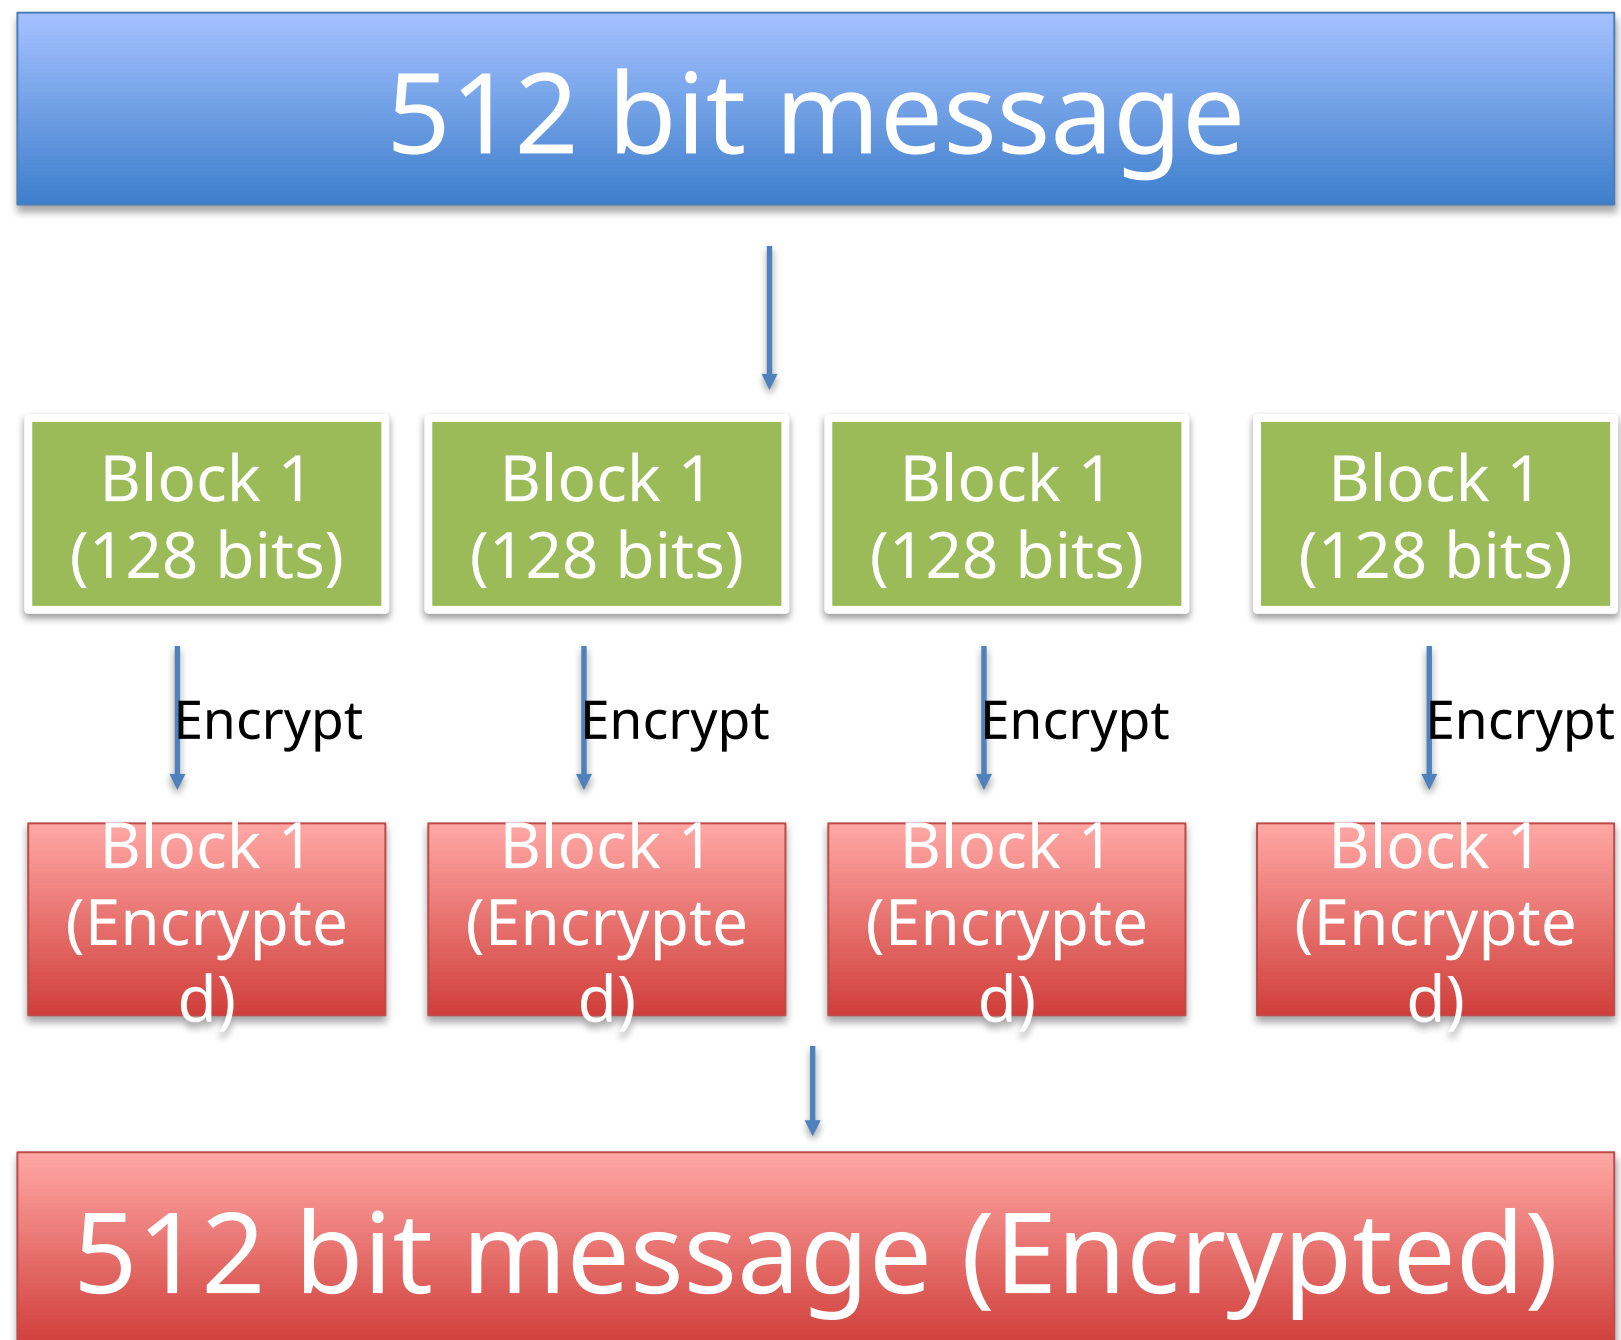 512 bit message
Block 1
(128 bits)
Block 1
(128 bits)
Block 1
(128 bits)
Block 1
(128 bits)
Encrypt
Encrypt
Encrypt
Encrypt
Block 1
(Encrypte
d)
Block 1
(Encrypte
d)
Block 1
(Encrypte
d)
Block 1
(Encrypte
d)
512 bit message (Encrypted)